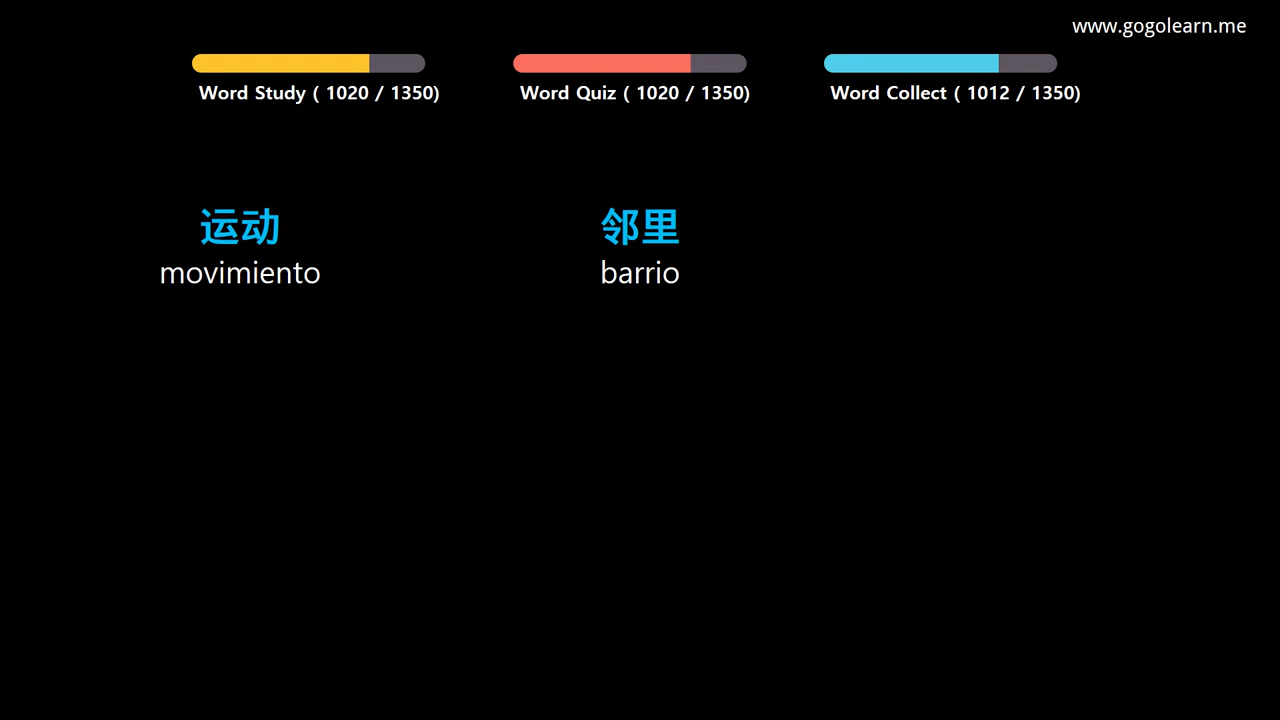 www.gogolearn.me
Word Study ( 1020 / 1350)
Word Quiz ( 1020 / 1350)
Word Collect ( 1012 / 1350)
运动
movimiento
邻里
barrio